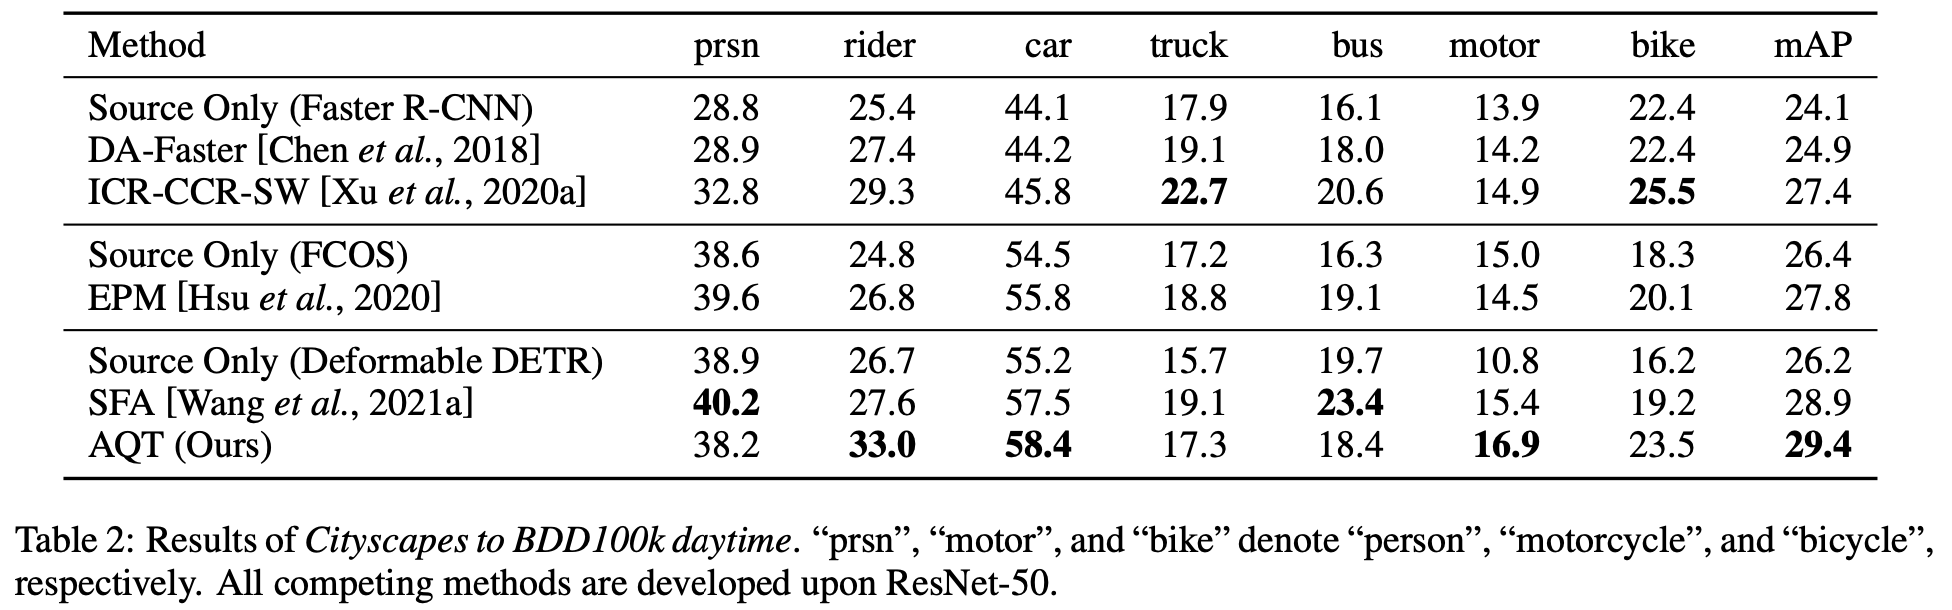 Method prsn rider car truck bus motor bike mAP
Source Only (Faster R-CNN) 28.8 25.4 44.1 17.9 16.1 13.9 22.4 24.1
DA-Faster [Chen et al., 2018] 28.9 27.4 44.2 19.1 18.0 14.2 22.4 24.9
ICR-CCR-SW [Xu et al., 2020a] 32.8 29.3 45.8 22.7 20.6 14.9 25.5 27.4
Source Only (FCOS) 38.6 24.8 54.5 17.2 16.3 15.0 18.3 26.4
EPM [Hsu et al., 2020] 39.6 26.8 55.8 18.8 19.1 14.5 20.1 27.8
Source Only (Deformable DETR) 38.9 26.7 55.2 15.7 19.7 10.8 16.2 26.2
SFA [Wang et al., 2021a] 40.2 27.6 57.5 19.1 23.4 15.4 19.2 28.9
AQT (Ours) 38.2 33.0 58.4 17.3 18.4 16.9 23.5 29.4
Table 2: Results of Cityscapes to BDD100k daytime. “prsn”, “motor”, and “bike” denote “person”, “motorcycle”, and “bicycle”,
respectively. All competing methods are developed upon ResNet-50.